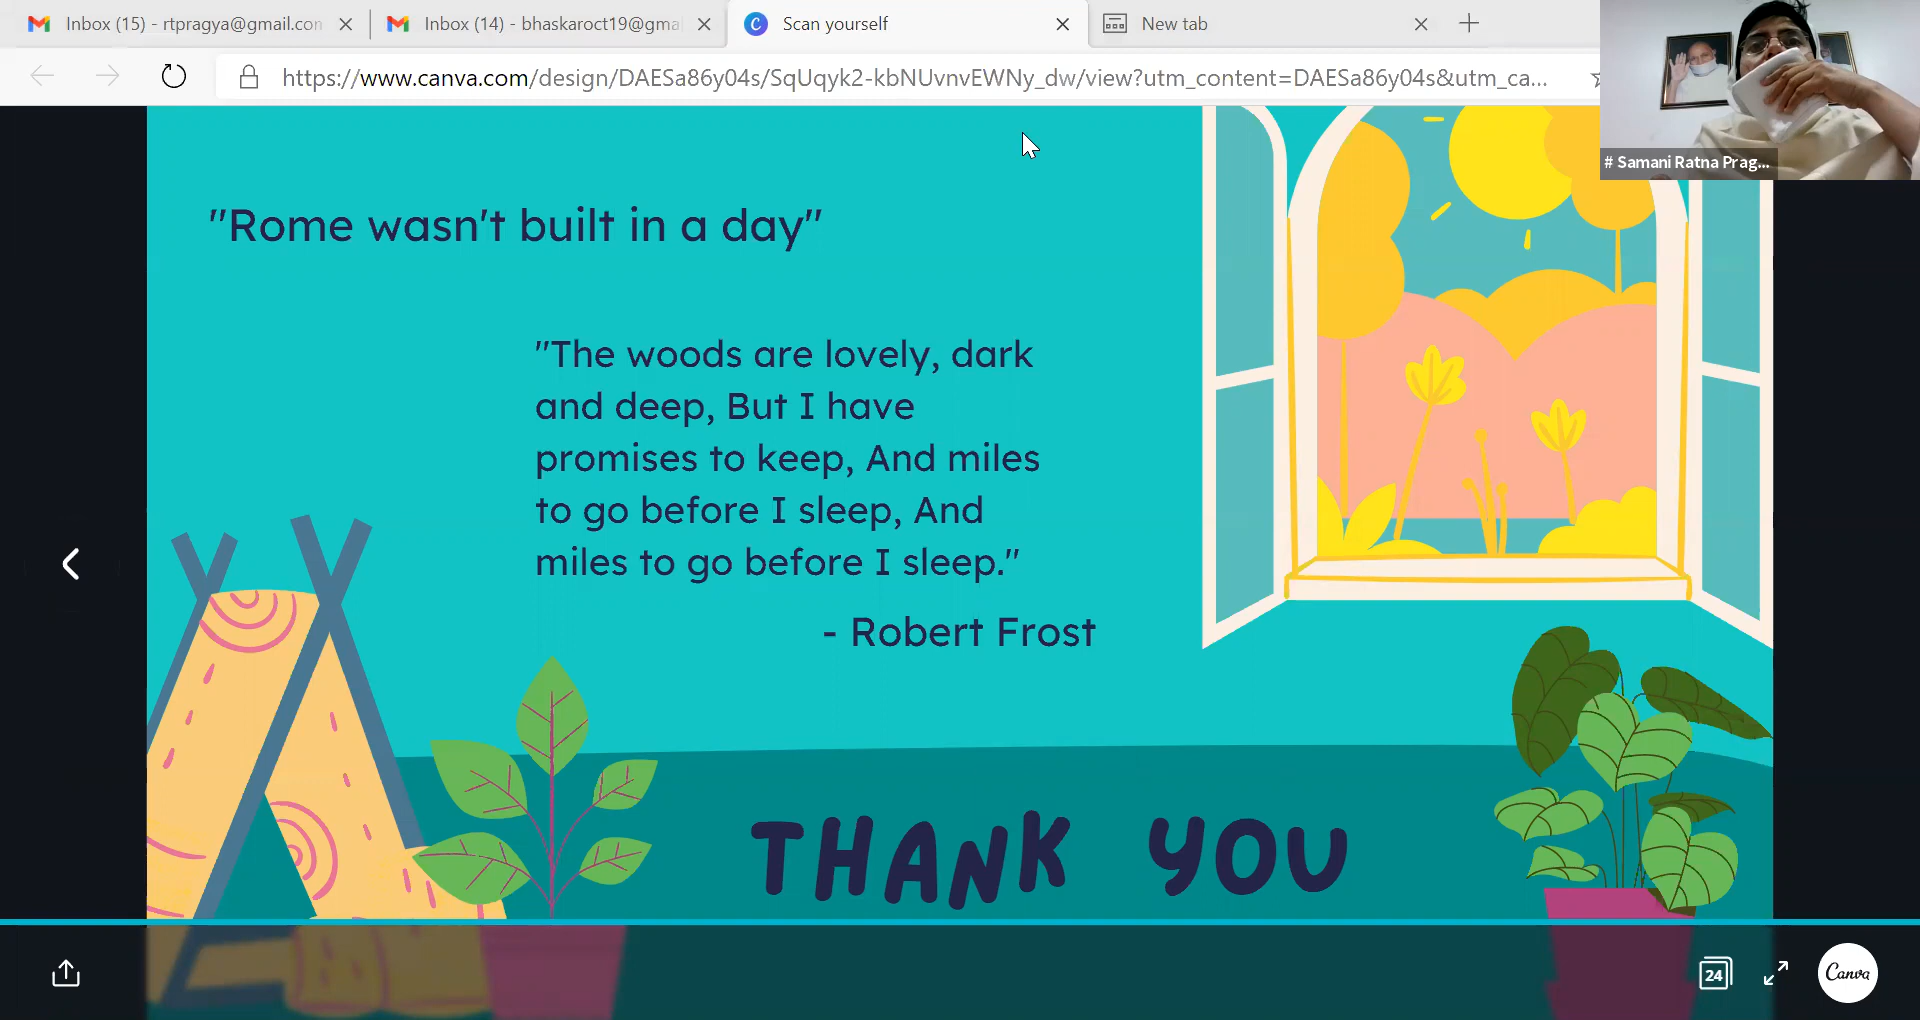 Inbox (15) - rtpragya@gmail.com
Inbox (14) - bhaskaroct19@gma
Scan yourself
New tab
https://www.canva.com/design/DAESa86y04s/SqUqyk2-kbNUvnvEWNy_dw/view?utm_content=DAESa86y04s&utm_ca...
# Samani Ratna Prag...
"Rome wasn't built in a day"
"The woods are lovely, dark
and deep, But I have
promises to keep, And miles
to go before I sleep, And
miles to go before I sleep."
- Robert Frost
THANK YOU
24
Canva